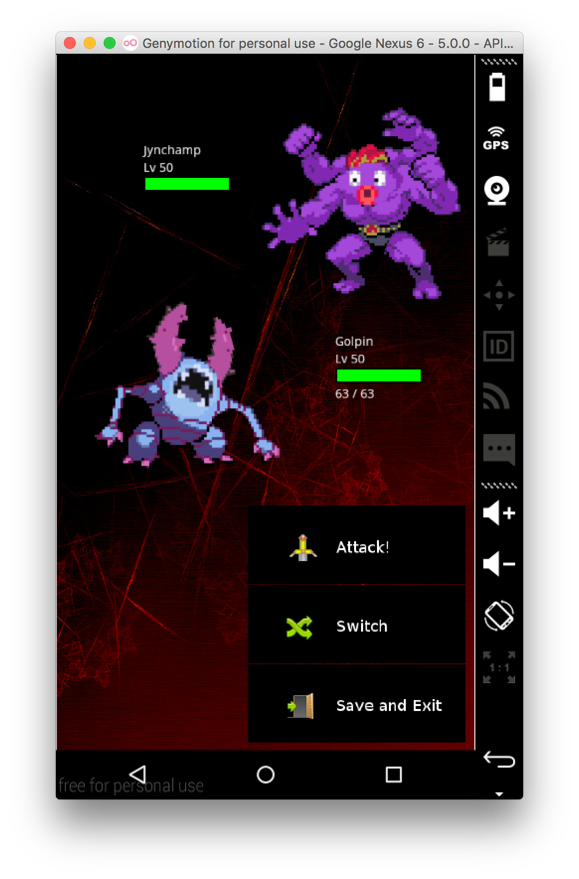 Genymotion for personal use - Google Nexus 6 - 5.0.0 - API...
GPS
Jynchamp
Lv 50
Golpin
Lv 50
63 / 63
ID
Attack!
Switch
1:1
Save and Exit
free for personal use